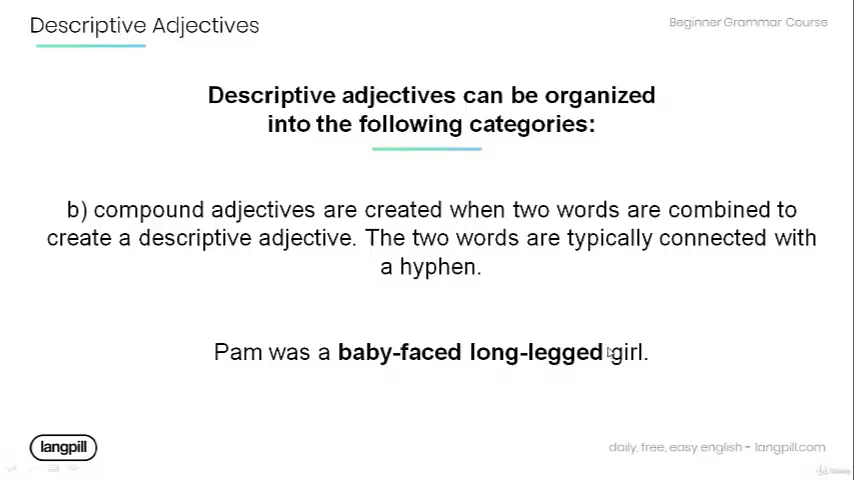 Descriptive Adjectives
Beginner Grammar Course
Descriptive adjectives can be organized
into the following categories:
b) compound adjectives are created when two words are combined to
create a descriptive adjective. The two words are typically connected with
a hyphen.
Pam was a baby-faced long-legged girl.
langpill
daily, free, easy english - langpill.com
Udemy